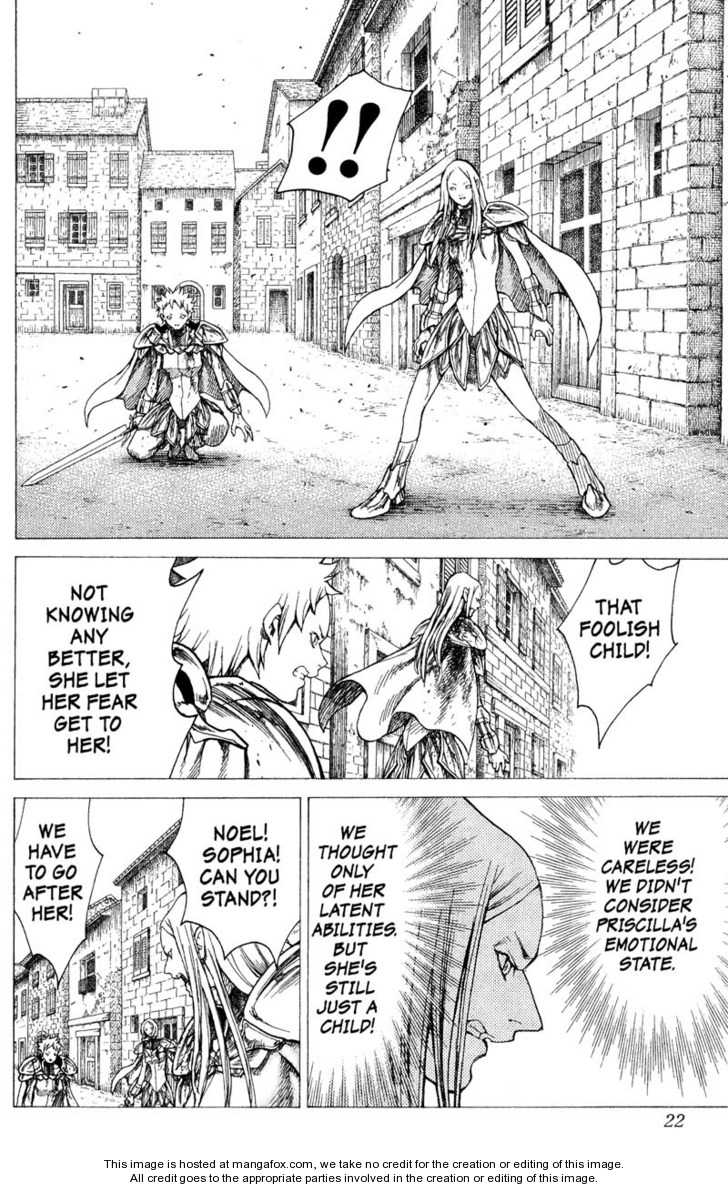 !!
THAT
FOOLISH
CHILD!
NOT
KNOWING
ANY
BETTER,
SHE LET
HER FEAR
GET TO
HER!
WE
WERE
CARELESS!
WE DIDN'T
CONSIDER
PRISCILLA'S
EMOTIONAL
STATE.
WE
THOUGHT
ONLY
OF HER
LATENT
ABILITIES.
BUT
SHE'S
STILL
JUST A
CHILD!
NOEL!
SOPHIA!
CAN YOU
STAND?!
WE
HAVE
TO GO
AFTER
HER!
22
This image is hosted at mangafox.com, we take no credit for the creation or editing of this image.
All credit goes to the appropriate parties involved in the creation or editing of this image.